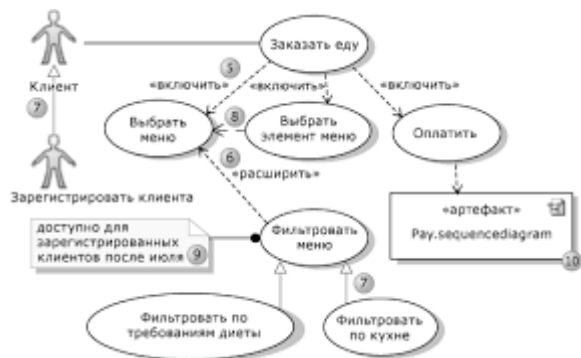 Заказать еду
Клиент
5
«включить»
«включить»
«включить»
7
Выбрать
меню
8
Выбрать
элемент меню
Оплатить
6
«расширить»
Зарегистрировать клиента
«артефакт»
Pay.sequencediagram
10
доступно для
зарегистрированных
клиентов после июля
9
Фильтровать
меню
7
Фильтровать по
требованиям диеты
Фильтровать
по кухне